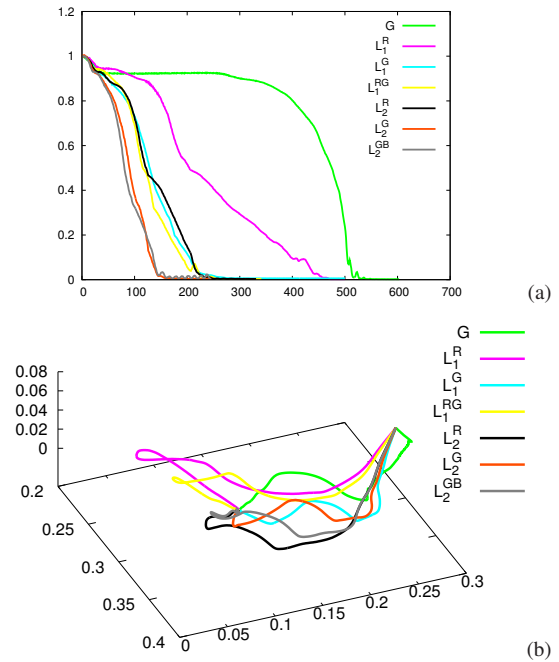 1.2
1
0.8
0.6
0.4
0.2
0
0 100 200 300 400 500 600 700
G
L₁ᴿ
L₁ᴳ
L₁ᴿᴳ
L₂ᴿ
L₂ᴳ
L₂ᴳᴮ
(a)
G
L₁ᴿ
L₁ᴳ
L₁ᴿᴳ
L₂ᴿ
L₂ᴳ
L₂ᴳᴮ
0.08
0.06
0.04
0.02
0
0.2
0.25
0.3
0.35
0.4
0 0.05 0.1 0.15 0.2 0.25 0.3
(b)